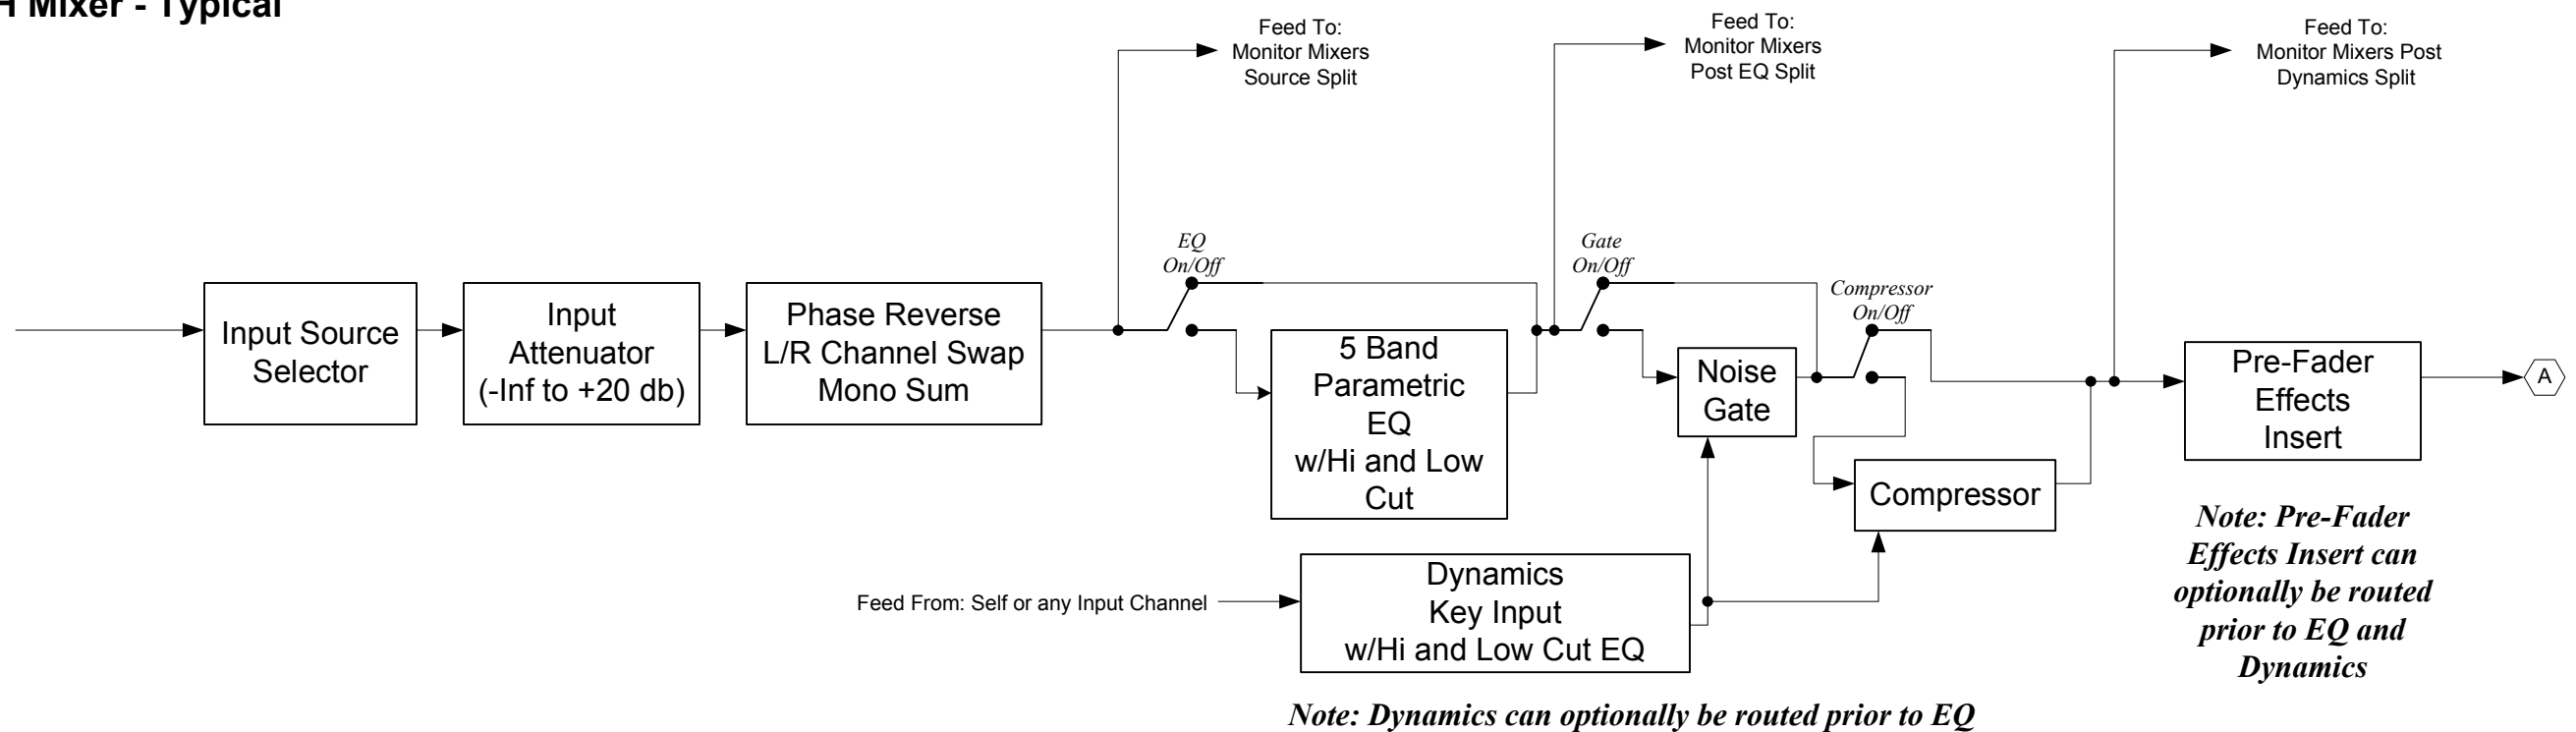 H Mixer - Typical
Feed To:
Monitor Mixers
Source Split
Feed To:
Monitor Mixers
Post EQ Split
Feed To:
Monitor Mixers Post
Dynamics Split
EQ
On/Off
Gate
On/Off
Compressor
On/Off
Input Source
Selector
Input
Attenuator
(-Inf to +20 db)
Phase Reverse
L/R Channel Swap
Mono Sum
5 Band
Parametric
EQ
w/Hi and Low
Cut
Noise
Gate
Compressor
Pre-Fader
Effects
Insert
A
Feed From: Self or any Input Channel
Dynamics
Key Input
w/Hi and Low Cut EQ
Note: Pre-Fader
Effects Insert can
optionally be routed
prior to EQ and
Dynamics
Note: Dynamics can optionally be routed prior to EQ